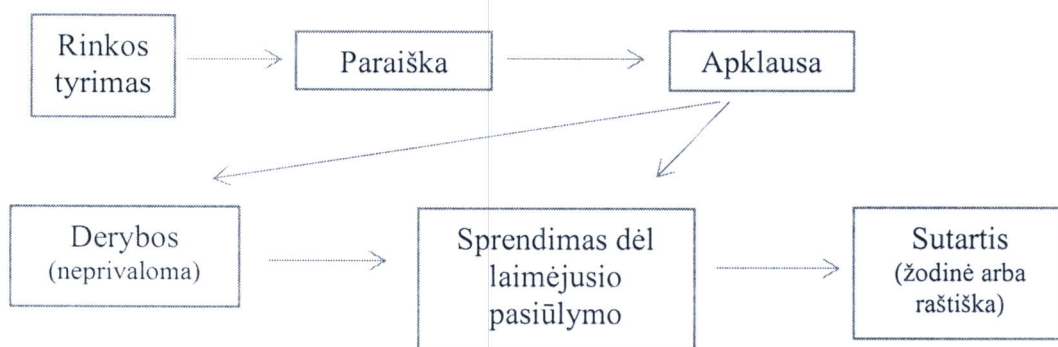 Rinkos
tyrimas
Paraiška
Apklausa
Derybos
(neprivaloma)
Sprendimas dėl
laimėjusio
pasiūlymo
Sutartis
(žodinė arba
raštiška)